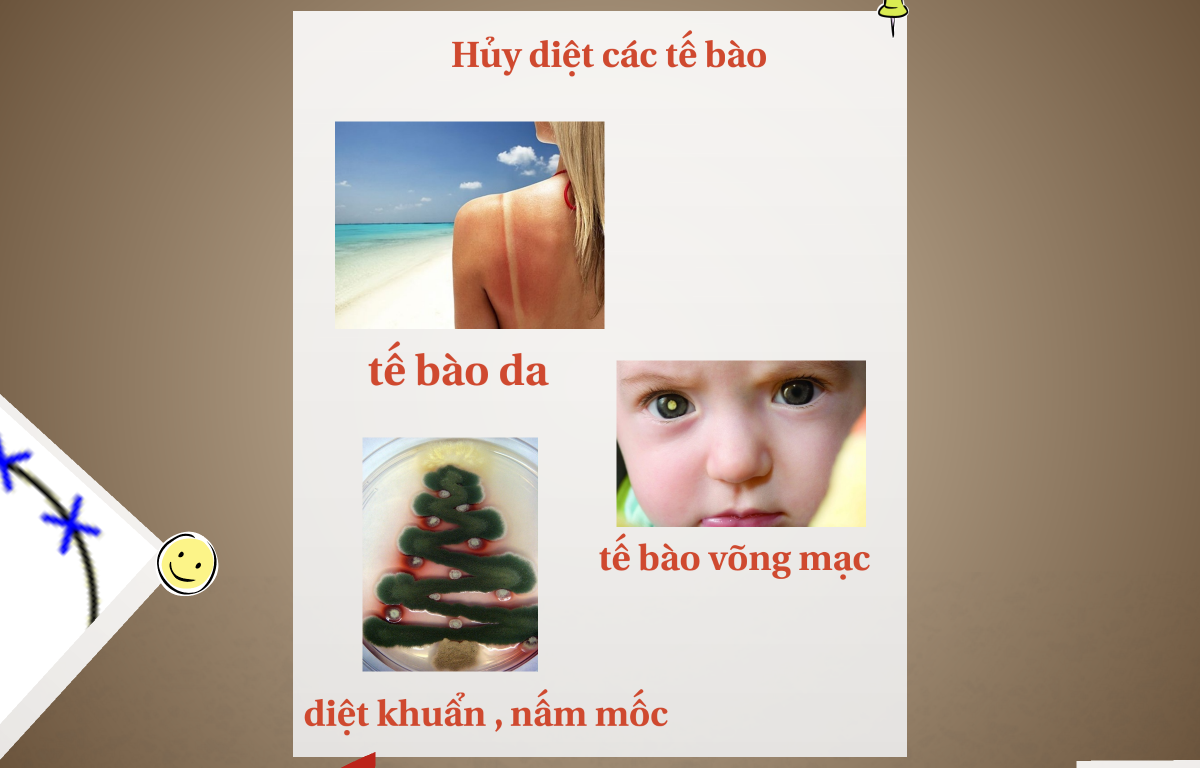 Hủy diệt các tế bào
tế bào da
tế bào võng mạc
diệt khuẩn , nấm mốc